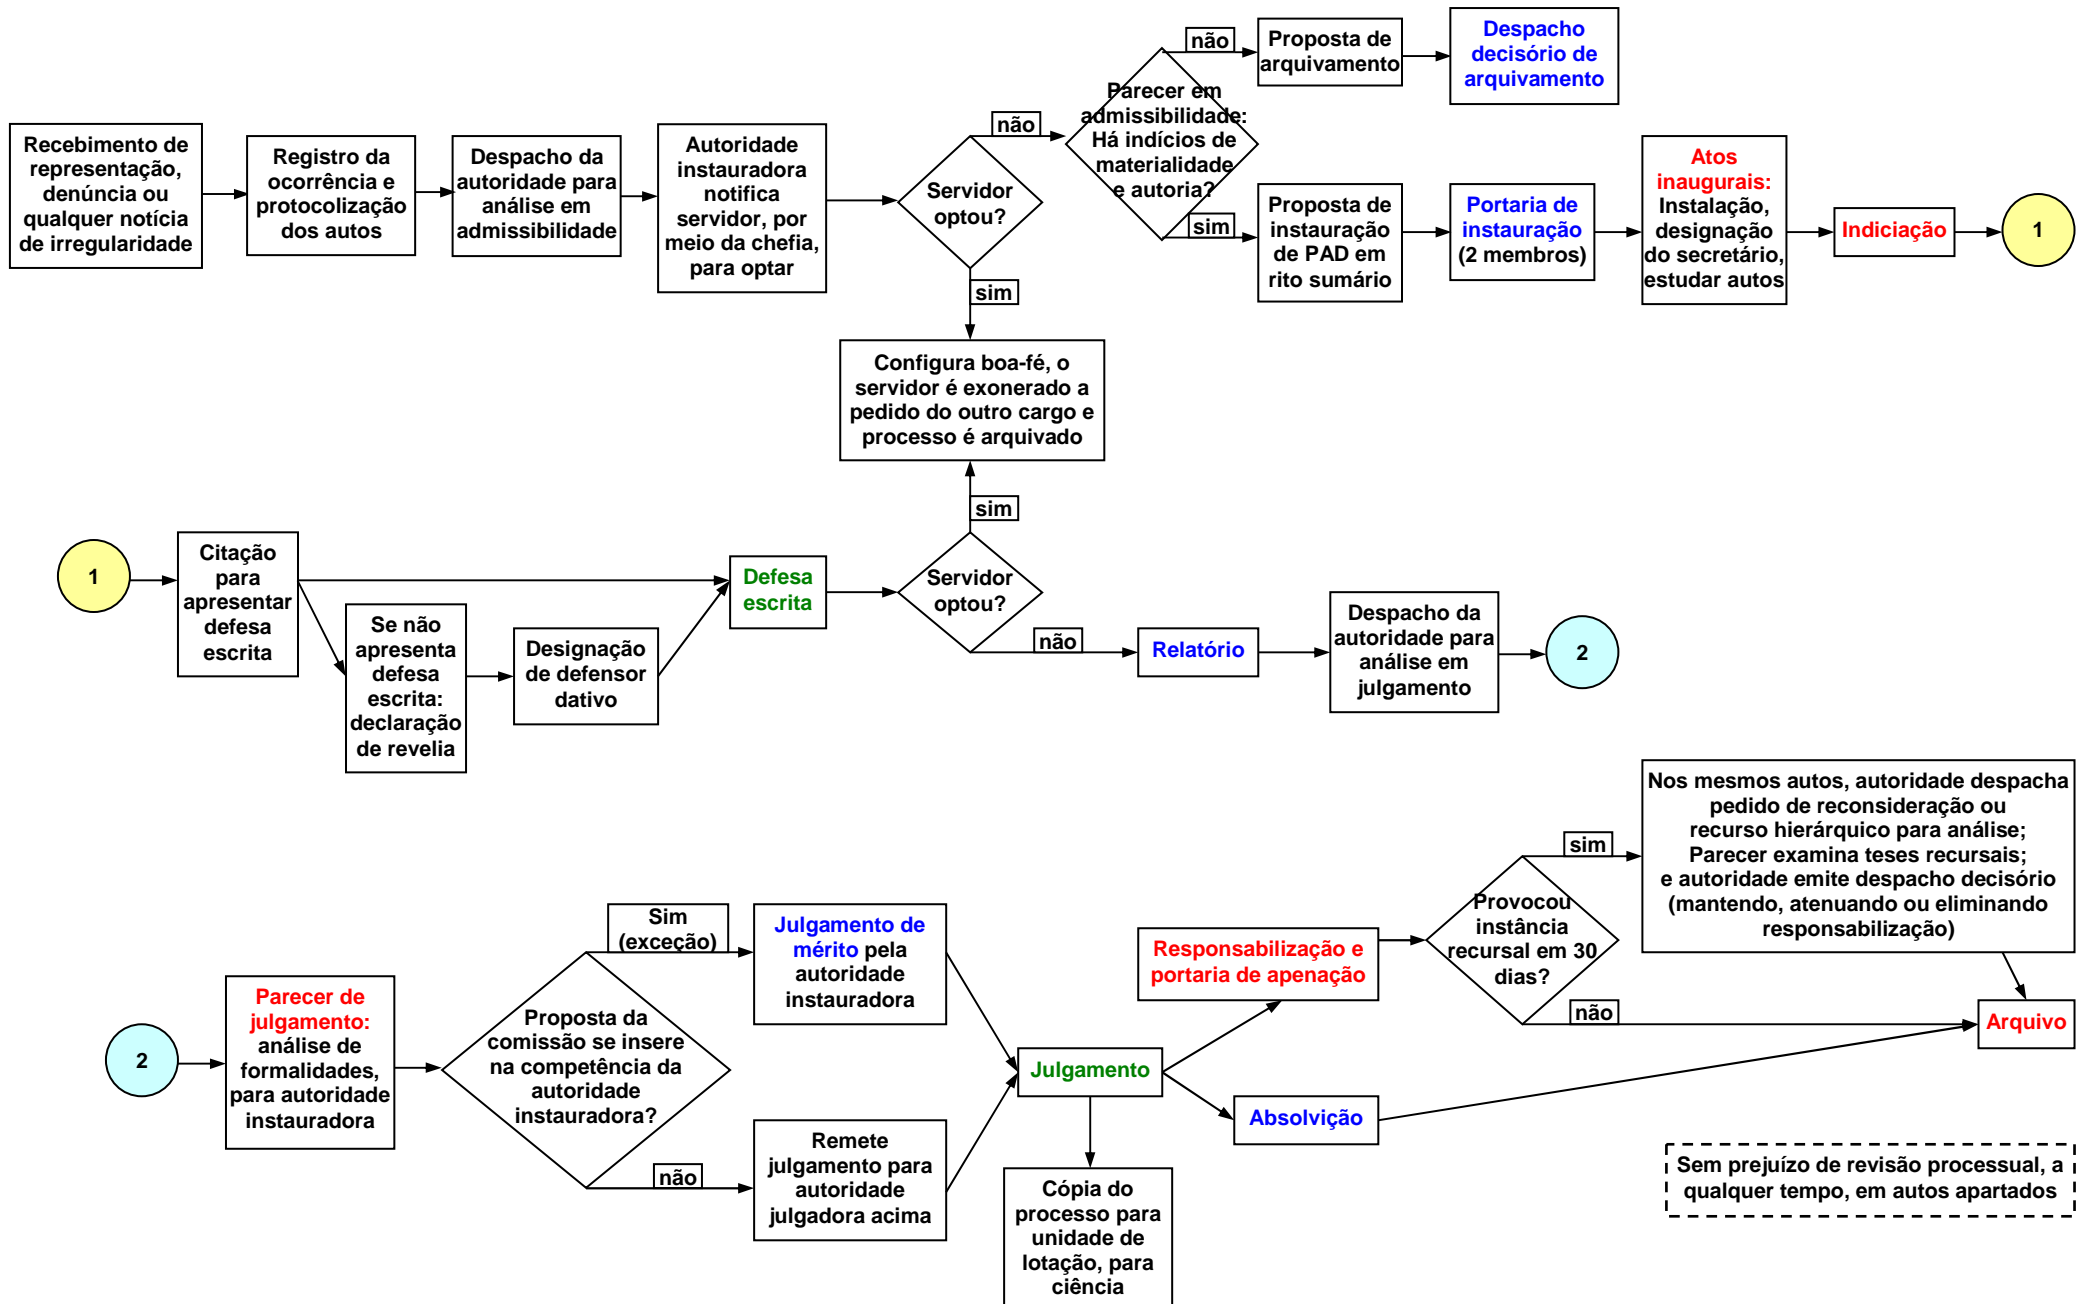 Recebimento de
representação,
denúncia ou
qualquer notícia
de irregularidade
Registro da
ocorrência e
protocolização
dos autos
Despacho da
autoridade para
análise em
admissibilidade
Autoridade
instauradora
notifica
servidor, por
meio da chefia,
para optar
Servidor
optou?
não
sim
Parecer em
admissibilidade:
Há indícios de
materialidade
e autoria?
não
Proposta de
arquivamento
Despacho
decisório de
arquivamento
sim
Proposta de
instauração
de PAD em
rito sumário
Portaria de
instauração
(2 membros)
Atos
inaugurais:
Instalação,
designação
do secretário,
estudar autos
Indiciação
1
Configura boa-fé, o
servidor é exonerado a
pedido do outro cargo e
processo é arquivado
sim
1
Citação
para
apresentar
defesa
escrita
Se não
apresenta
defesa
escrita:
declaração
de revelia
Designação
de defensor
dativo
Defesa
escrita
Servidor
optou?
não
Relatório
Despacho da
autoridade para
análise em
julgamento
2
2
Parecer de
julgamento:
análise de
formalidades,
para autoridade
instauradora
Proposta da
comissão se insere
na competência da
autoridade
instauradora?
Sim
(exceção)
Julgamento de
mérito pela
autoridade
instauradora
não
Remete
julgamento para
autoridade
julgadora acima
Julgamento
Cópia do
processo para
unidade de
lotação, para
ciência
Responsabilização e
portaria de apenação
Absolvição
Provocou
instância
recursal em 30
dias?
sim
Nos mesmos autos, autoridade despacha
pedido de reconsideração ou
recurso hierárquico para análise;
Parecer examina teses recursais;
e autoridade emite despacho decisório
(mantendo, atenuando ou eliminando
responsabilização)
não
Arquivo
Sem prejuízo de revisão processual, a
qualquer tempo, em autos apartados